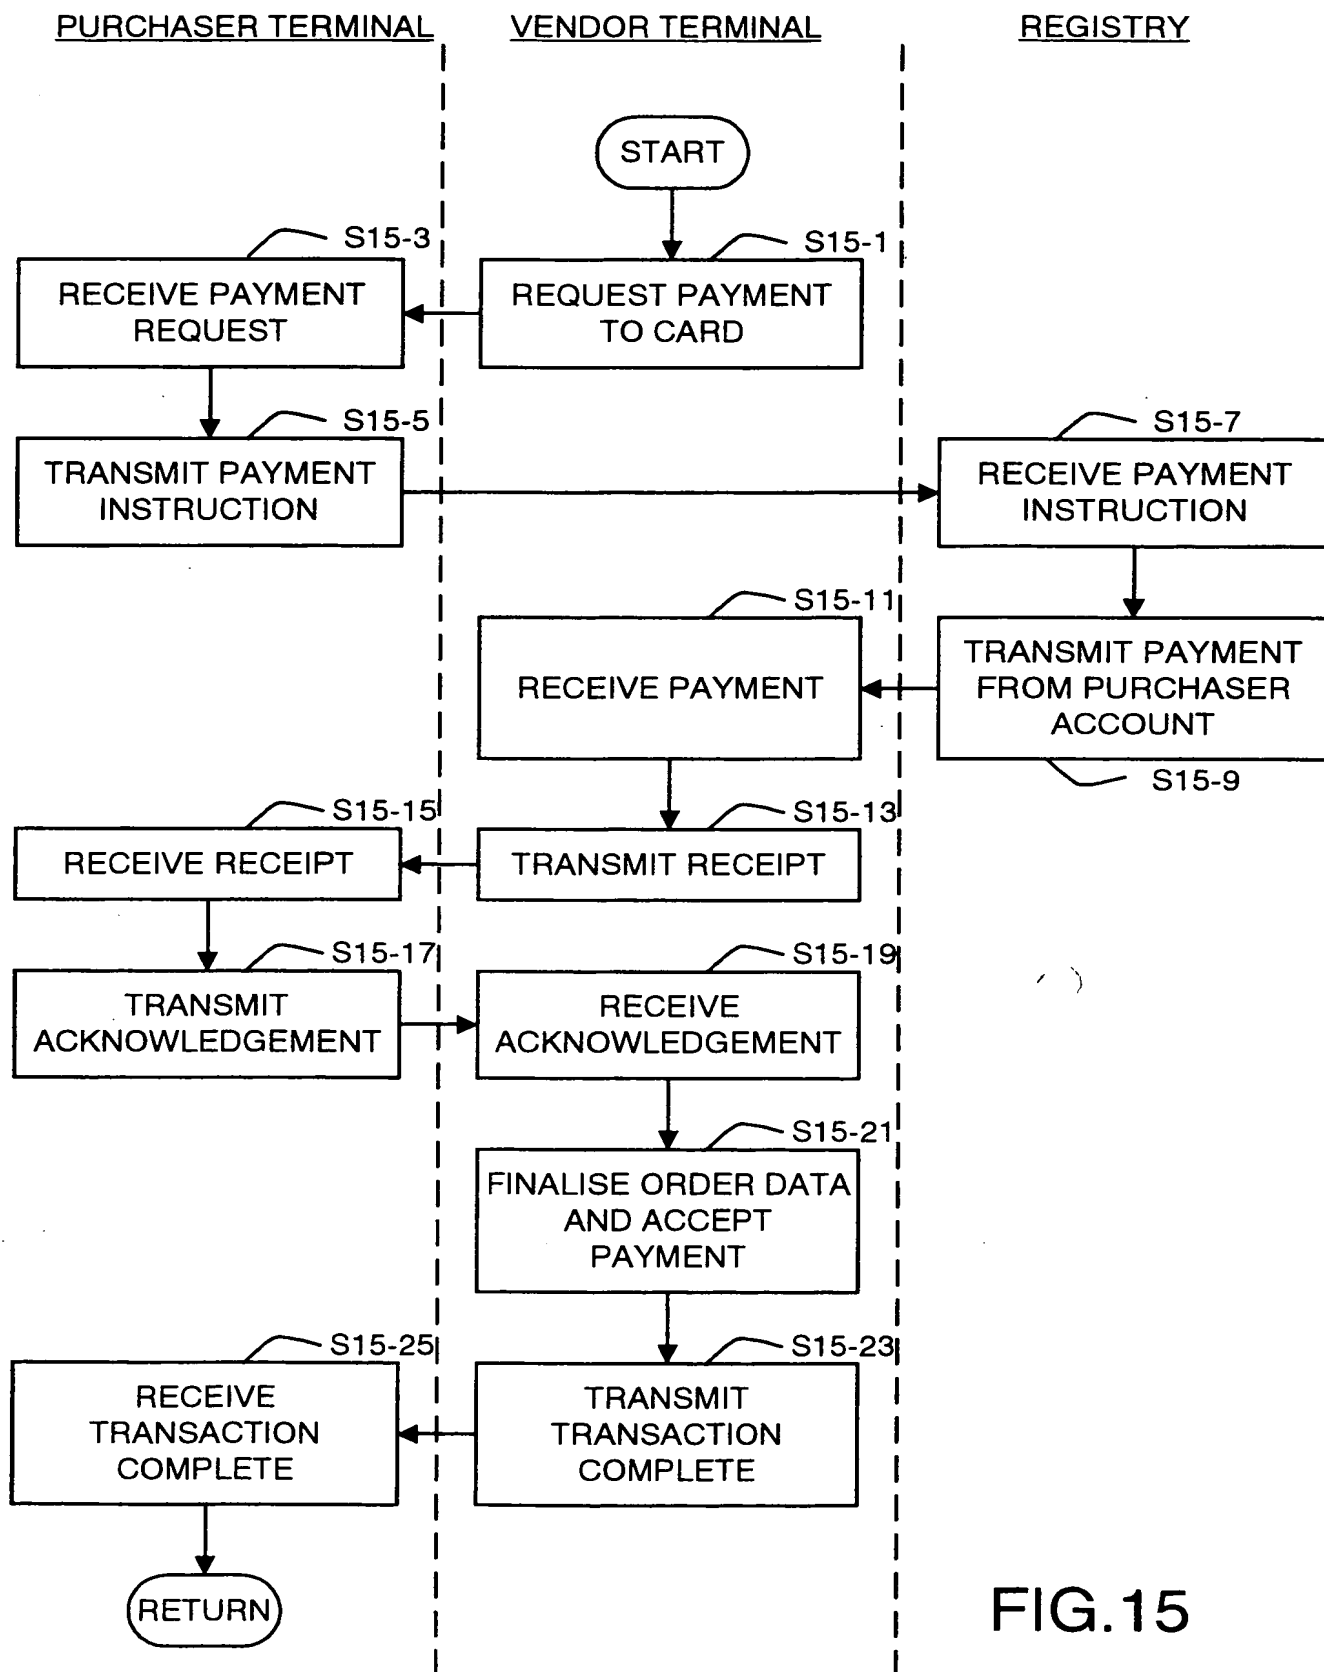 PURCHASER TERMINAL
VENDOR TERMINAL
REGISTRY
START
S15-3
S15-1
RECEIVE PAYMENT
REQUEST
REQUEST PAYMENT
TO CARD
S15-5
S15-7
TRANSMIT PAYMENT
INSTRUCTION
RECEIVE PAYMENT
INSTRUCTION
S15-11
RECEIVE PAYMENT
TRANSMIT PAYMENT
FROM PURCHASER
ACCOUNT
S15-9
S15-15
S15-13
RECEIVE RECEIPT
TRANSMIT RECEIPT
S15-17
S15-19
TRANSMIT
ACKNOWLEDGEMENT
RECEIVE
ACKNOWLEDGEMENT
S15-21
FINALISE ORDER DATA
AND ACCEPT
PAYMENT
S15-25
S15-23
RECEIVE
TRANSACTION
COMPLETE
TRANSMIT
TRANSACTION
COMPLETE
RETURN
FIG.15